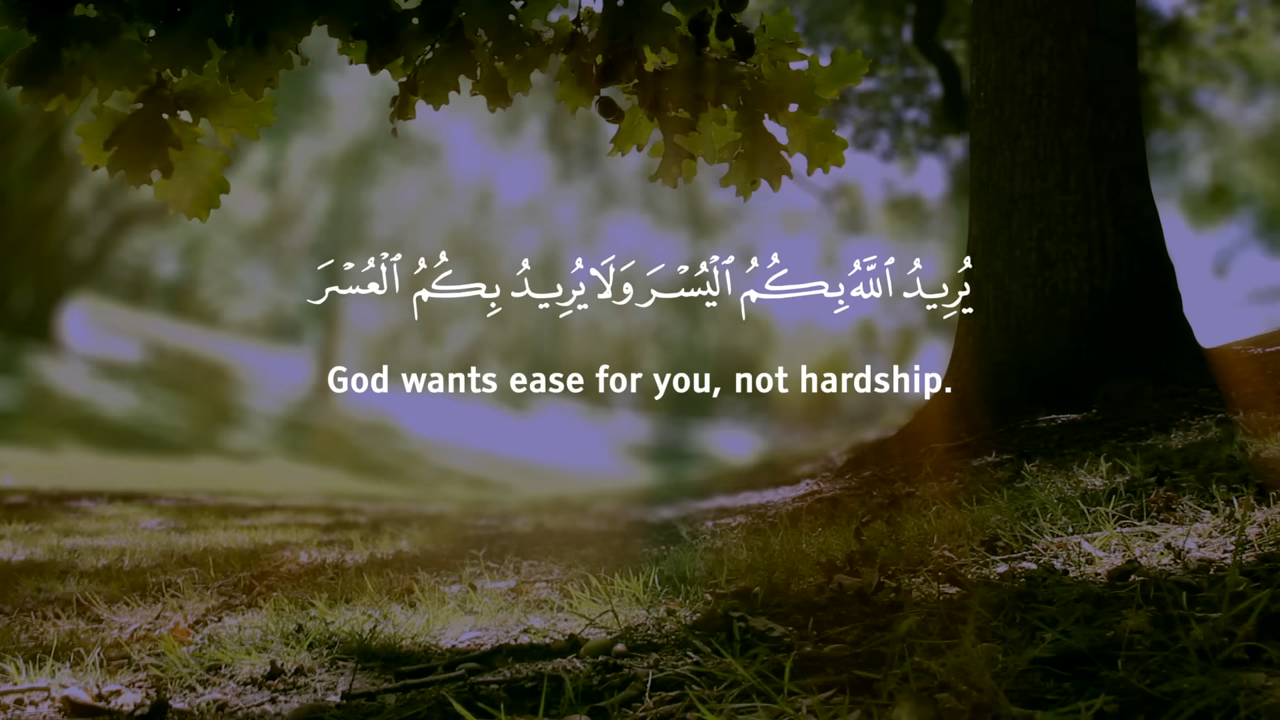 يُرِيدُ ٱللَّهُ بِكُمُ ٱلْيُسْرَ وَلَا يُرِيدُ بِكُمُ ٱلْعُسْرَ
God wants ease for you, not hardship.